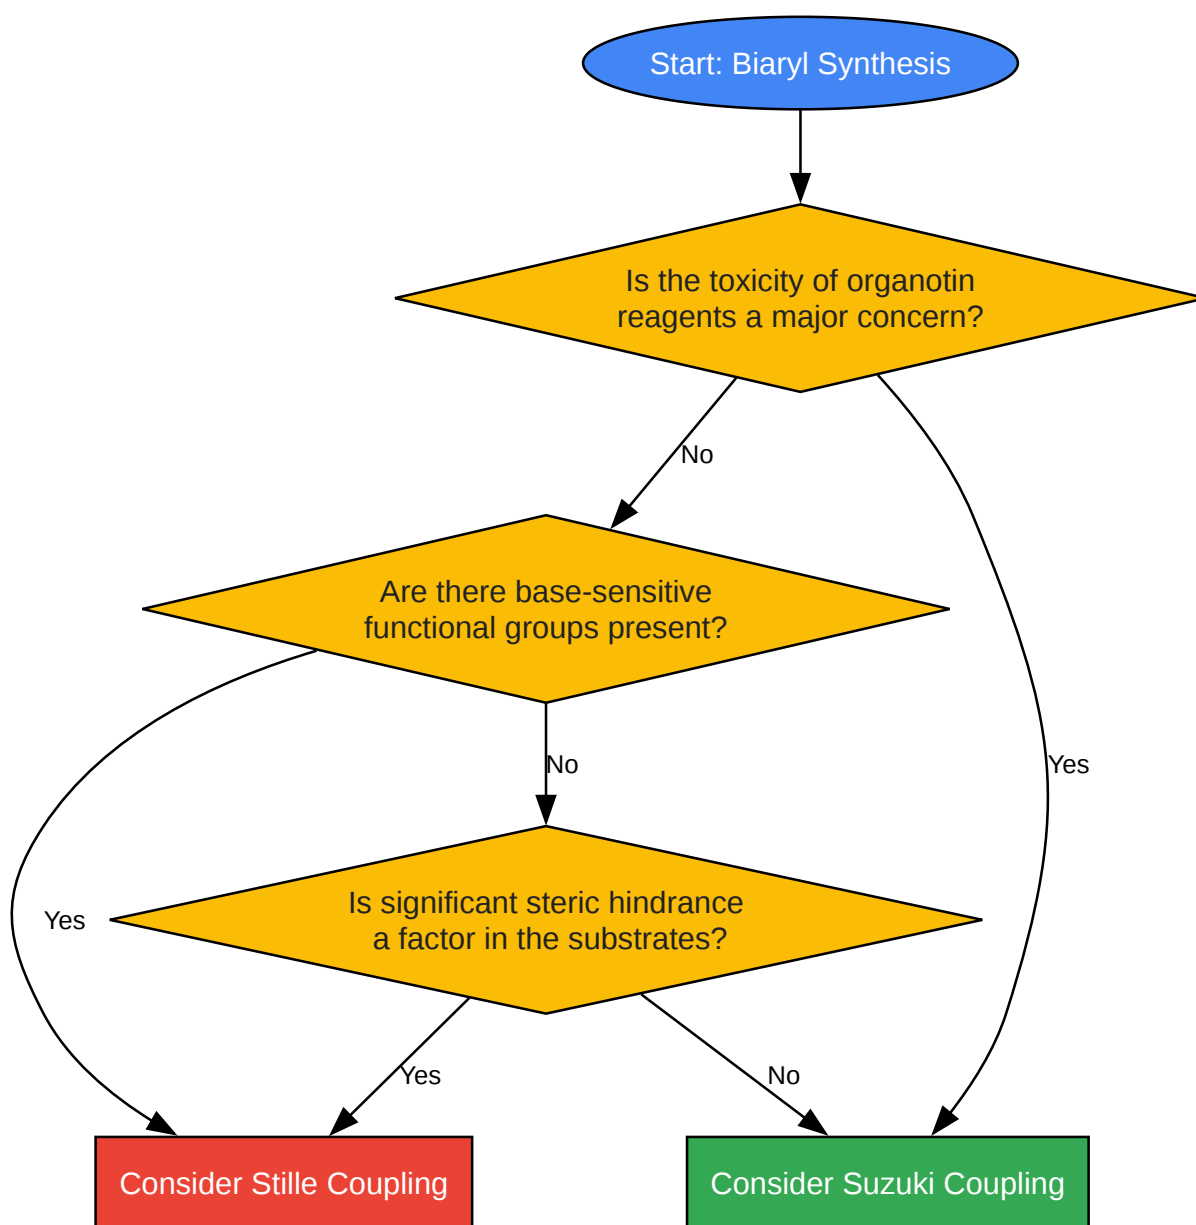 Start: Biaryl Synthesis
Is the toxicity of organotin
reagents a major concern?
No
Are there base-sensitive
functional groups present?
No
Yes
Is significant steric hindrance
a factor in the substrates?
Yes
Yes
No
Consider Stille Coupling
Consider Suzuki Coupling